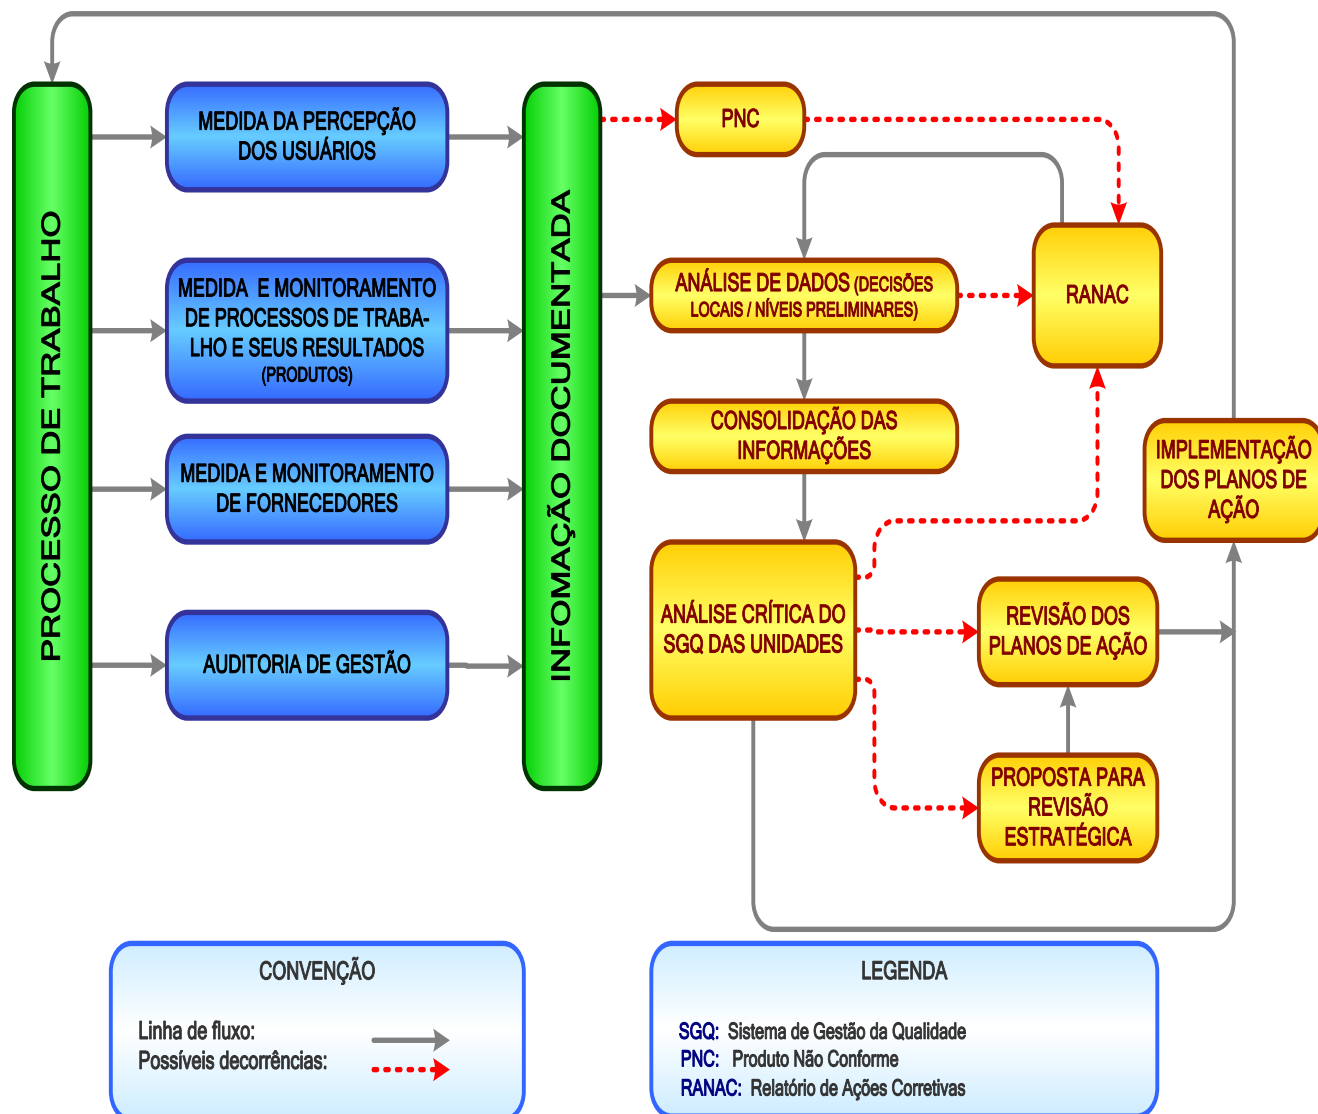 PROCESSO DE TRABALHO
MEDIDA DA PERCEPÇÃO
DOS USUÁRIOS
MEDIDA E MONITORAMENTO
DE PROCESSOS DE TRABA-
LHO E SEUS RESULTADOS
(PRODUTOS)
MEDIDA E MONITORAMENTO
DE FORNECEDORES
AUDITORIA DE GESTÃO
INFOMAÇÃO DOCUMENTADA
PNC
ANÁLISE DE DADOS (DECISÕES
LOCAIS / NÍVEIS PRELIMINARES)
RANAC
CONSOLIDAÇÃO DAS
INFORMAÇÕES
IMPLEMENTAÇÃO
DOS PLANOS DE
AÇÃO
ANÁLISE CRÍTICA DO
SGQ DAS UNIDADES
REVISÃO DOS
PLANOS DE AÇÃO
PROPOSTA PARA
REVISÃO
ESTRATÉGICA
CONVENÇÃO
Linha de fluxo:
Possíveis decorrências:
LEGENDA
SGQ: Sistema de Gestão da Qualidade
PNC: Produto Não Conforme
RANAC: Relatório de Ações Corretivas